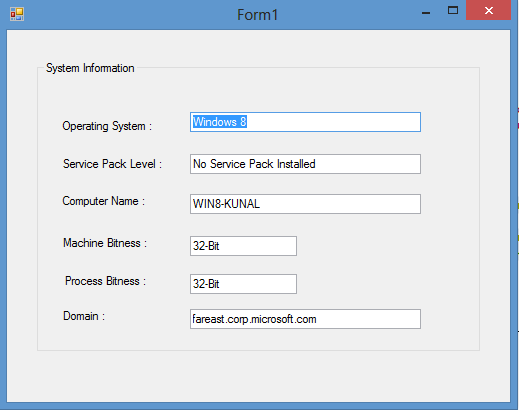 Form1
System Information
Operating System : Windows 8
Service Pack Level : No Service Pack Installed
Computer Name : WIN8-KUNAL
Machine Bitness : 32-Bit
Process Bitness : 32-Bit
Domain : fareast.corp.microsoft.com